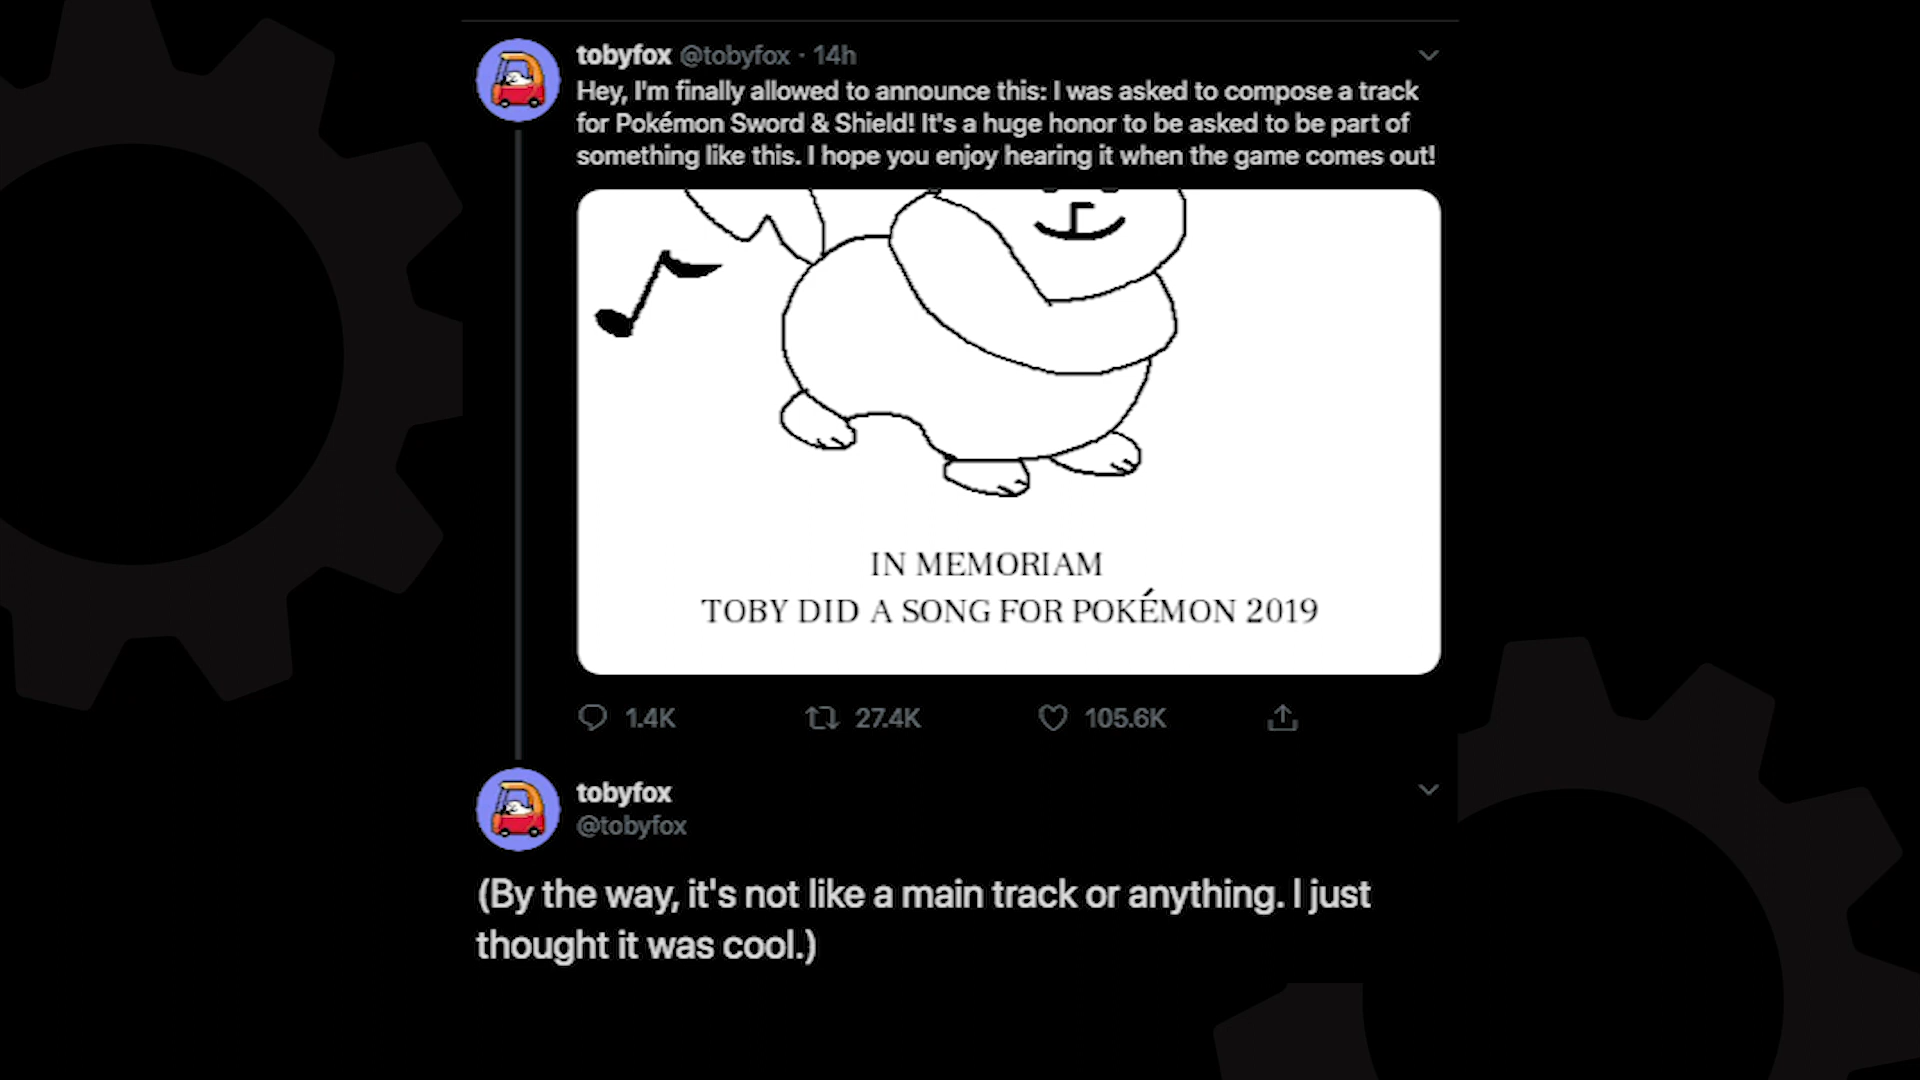 tobyfox @tobyfox · 14h
Hey, I'm finally allowed to announce this: I was asked to compose a track
for Pokémon Sword & Shield! It's a huge honor to be asked to be part of
something like this. I hope you enjoy hearing it when the game comes out!
IN MEMORIAM
TOBY DID A SONG FOR POKÉMON 2019
1.4K 27.4K 105.6K
tobyfox
@tobyfox
(By the way, it's not like a main track or anything. I just
thought it was cool.)